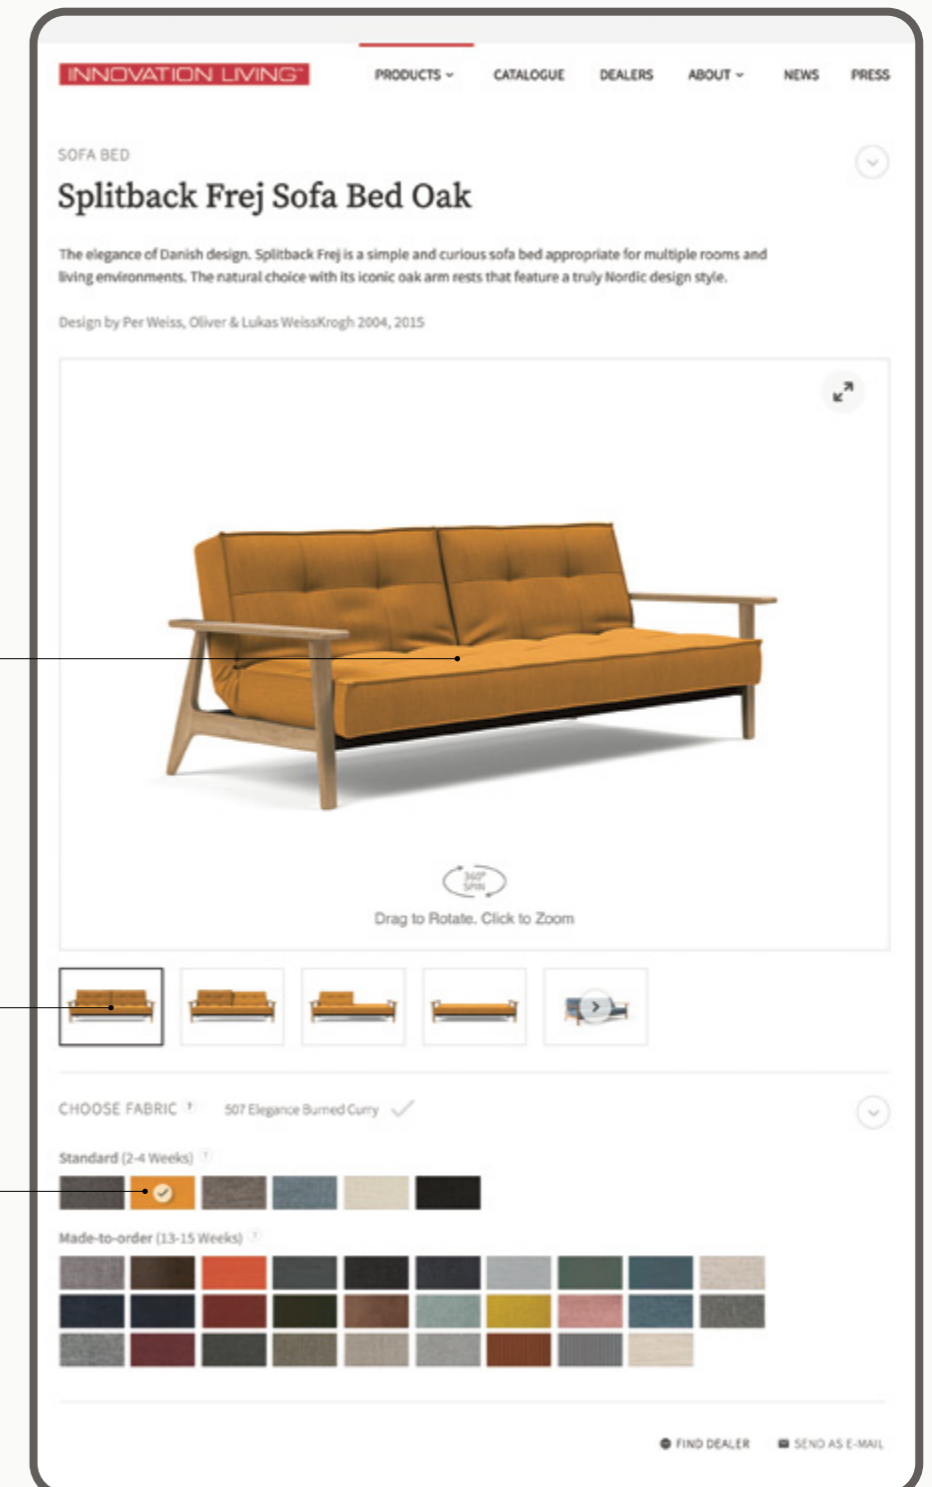 INNOVATION LIVING™
PRODUCTS CATALOGUE DEALERS ABOUT NEWS PRESS
SOFA BED
Splitback Frej Sofa Bed Oak
The elegance of Danish design. Splitback Frej is a simple and curious sofa bed appropriate for multiple rooms and
living environments. The natural choice with its iconic oak arm rests that feature a truly Nordic design style.
Design by Per Weiss, Oliver & Lukas WeissKrogh 2004, 2015
360°
SPIN
Drag to Rotate. Click to Zoom
CHOOSE FABRIC ? 507 Elegance Burned Curry
Standard (2-4 Weeks) ?
Made-to-order (13-15 Weeks) ?
FIND DEALER SEND AS E-MAIL